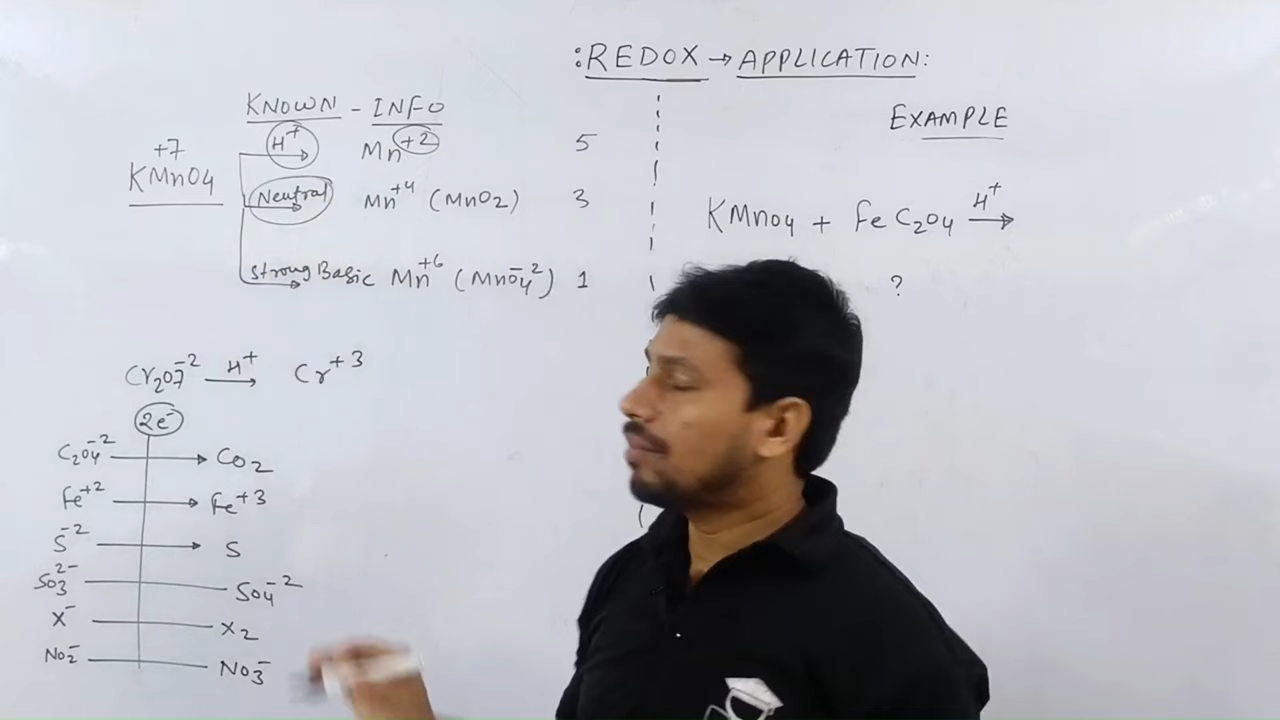 :REDOX → APPLICATION:
KNOWN - INFO
H⁺ Mn⁺² 5
+7
KMnO4
Neutral Mn⁺⁴ (MnO2) 3
Strong Basic Mn⁺⁶ (MnO4⁻²) 1
Cr2O7⁻² H⁺→ Cr⁺³
2e⁻
C2O4⁻² → CO2
Fe⁺² → Fe⁺³
S⁻² → S
SO3²⁻ SO4⁻²
X⁻ X2
NO2⁻ NO3⁻
EXAMPLE
KMnO4 + FeC2O4 H⁺→
?